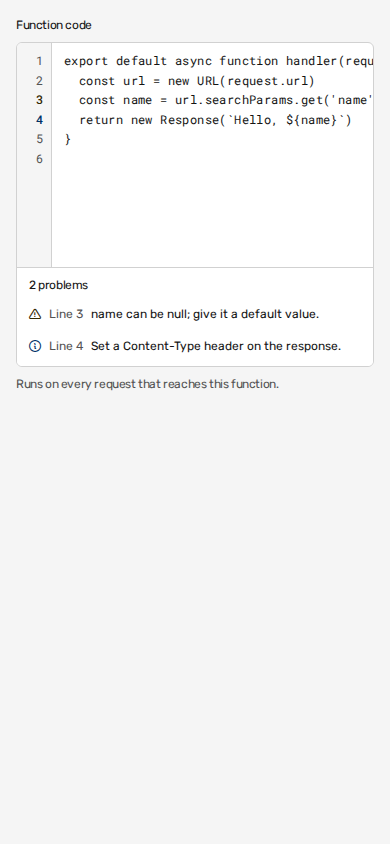 Function code
1 export default async function handler(requ
2 const url = new URL(request.url)
3 const name = url.searchParams.get('name'
4 return new Response(`Hello, ${name}`)
5 }
6
2 problems
Line 3 name can be null; give it a default value.
Line 4 Set a Content-Type header on the response.
Runs on every request that reaches this function.